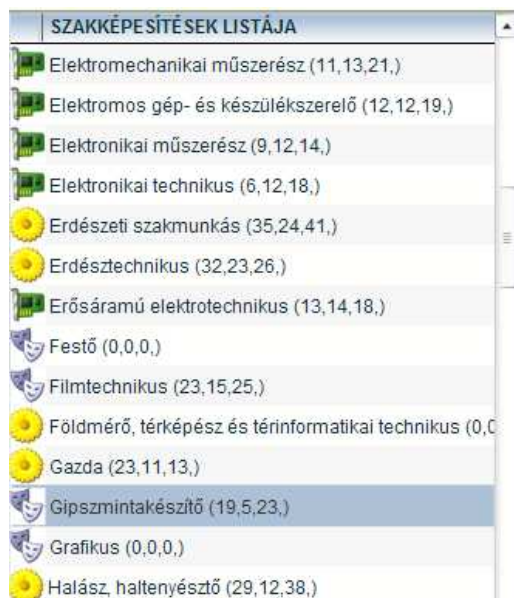 SZAKKÉPESÍTÉSEK LISTÁJA
Elektromechanikai műszerész (11,13,21,)
Elektromos gép- és készülékszerelő (12,12,19,)
Elektronikai műszerész (9,12,14,)
Elektronikai technikus (6,12,18,)
Erdészeti szakmunkás (35,24,41,)
Erdésztechnikus (32,23,26,)
Erősáramú elektrotechnikus (13,14,18,)
Festő (0,0,0,)
Filmtechnikus (23,15,25,)
Földmérő, térképész és térinformatikai technikus (0,0
Gazda (23,11,13,)
Gipszmintakészítő (19,5,23,)
Grafikus (0,0,0,)
Halász, haltenyésztő (29,12,38,)